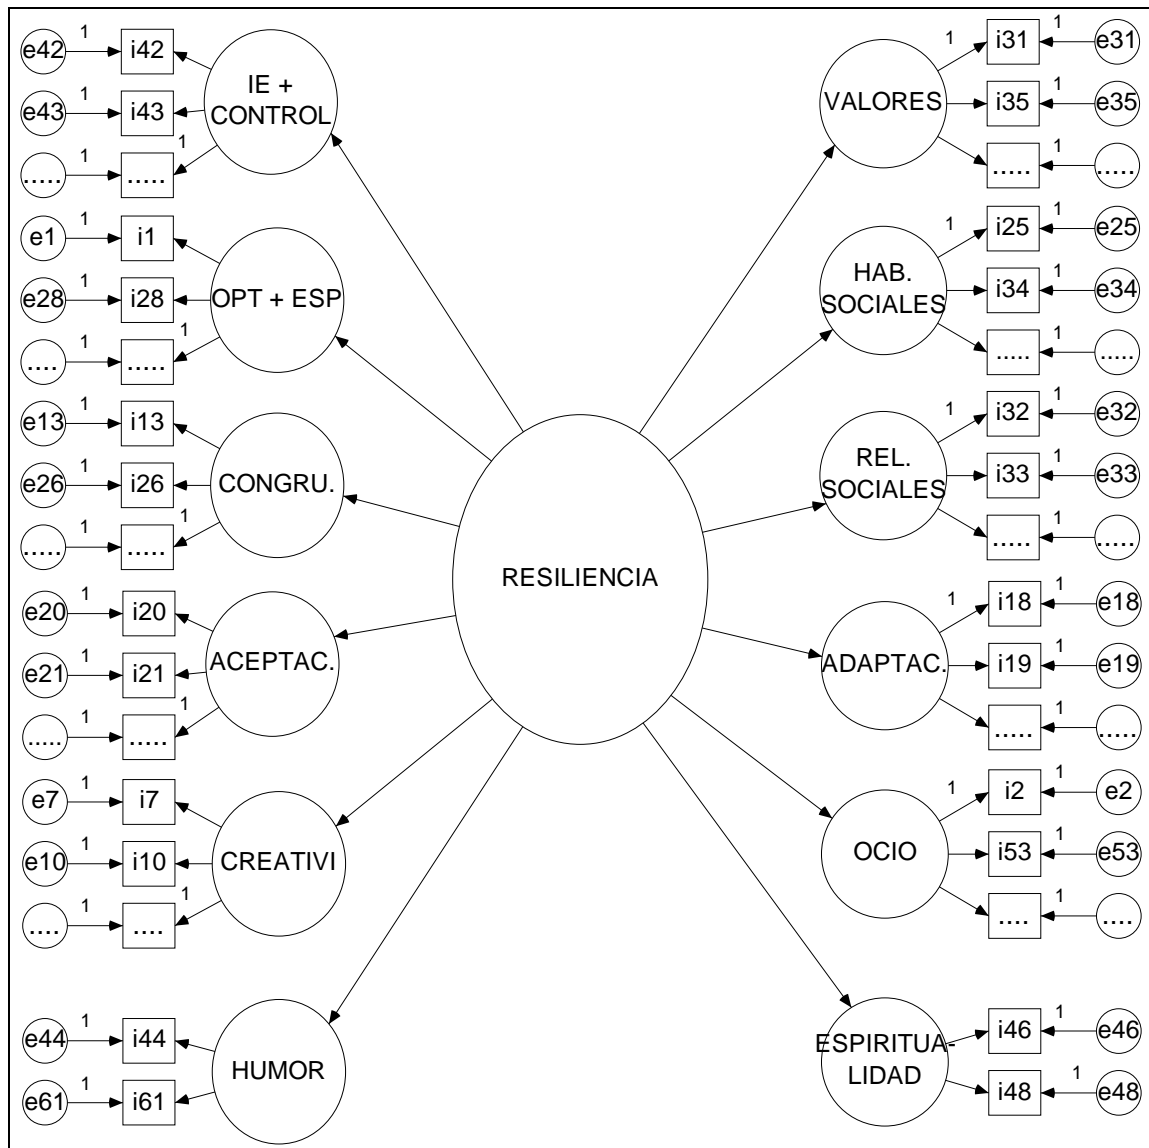 1
e42 i42
IE +
CONTROL
1
e43 i43
1 1
..... .....
1
e1 i1
1
e28 i28
OPT + ESP
1 1
.... .....
1
e13 i13
1
e26 i26
CONGRU.
1 1
..... .....
1
e20 i20
1
e21 i21
ACEPTAC.
1 1
..... .....
1
e7 i7
1
e10 i10
CREATIVI
1 1
.... ....
1
e44 i44
HUMOR
1
e61 i61
RESILIENCIA
1 1
i31 e31
VALORES
1
i35 e35
1
..... .....
1 1
i25 e25
HAB.
SOCIALES
1
i34 e34
1
..... .....
1 1
i32 e32
REL.
SOCIALES
1
i33 e33
1
..... .....
1 1
i18 e18
ADAPTAC.
1
i19 e19
1
..... .....
1 1
i2 e2
OCIO
1
i53 e53
1
.... ....
1
i46 e46
ESPIRITUA-
LIDAD
1
i48 e48